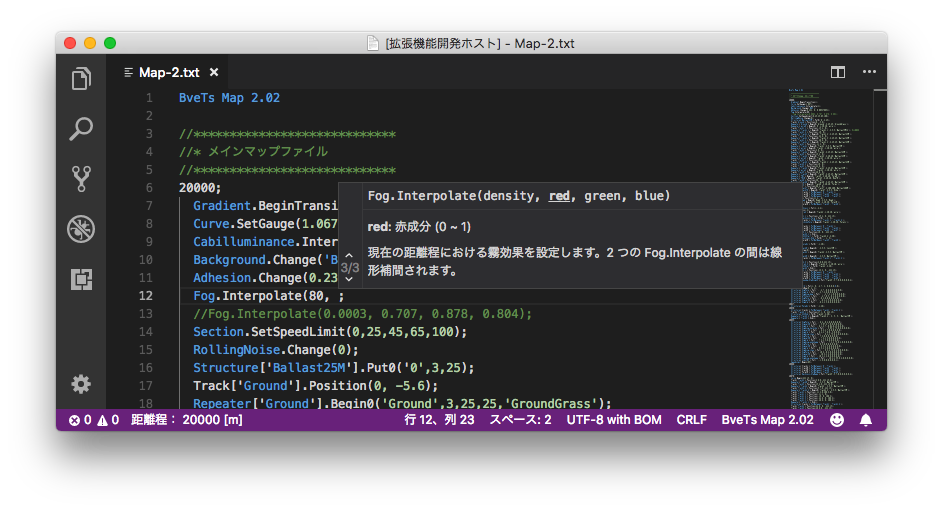 [拡張機能開発ホスト] - Map-2.txt
Map-2.txt
1 BveTs Map 2.02
2
3 //****************************
4 //* メインマップファイル
5 //****************************
6 20000;
7 Gradient.BeginTransi
8 Curve.SetGauge(1.067
9 Cabilluminance.Inter
10 Background.Change('B
11 Adhesion.Change(0.23
12 Fog.Interpolate(80, ;
13 //Fog.Interpolate(0.0003, 0.707, 0.878, 0.804);
14 Section.SetSpeedLimit(0,25,45,65,100);
15 RollingNoise.Change(0);
16 Structure['Ballast25M'].Put0('0',3,25);
17 Track['Ground'].Position(0, -5.6);
18 Repeater['Ground'].Begin0('Ground',3,25,25,'GroundGrass');
3/3
Fog.Interpolate(density, red, green, blue)
red: 赤成分 (0 ~ 1)
現在の距離程における霧効果を設定します。2 つの Fog.Interpolate の間は線
形補間されます。
0 0 距離程： 20000 [m] 行 12、列 23 スペース: 2 UTF-8 with BOM CRLF BveTs Map 2.02